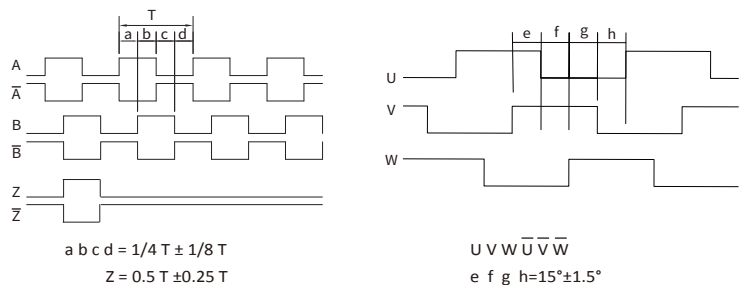 T
a b c d
A
A̅
B
B̅
Z
Z̅
a b c d = 1/4 T ± 1/8 T
Z = 0.5 T ±0.25 T
e f g h
U
V
W
U V W U̅ V̅ W̅
e f g h=15°±1.5°